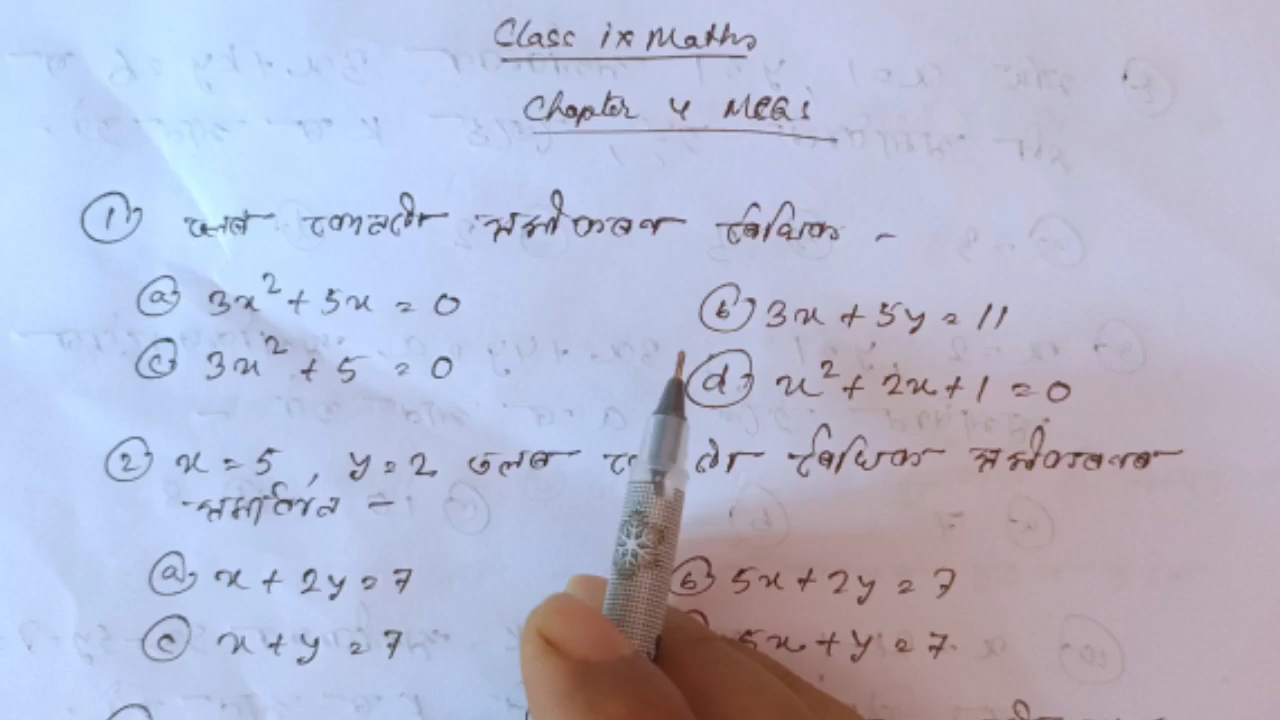 Class ix Maths
Chapter 4 MCQs
① তলৰ কোনটো সমীকৰণ ৰৈখিক -
ⓐ 3x² + 5x = 0 ⓑ 3x + 5y = 11
ⓒ 3x² + 5 = 0 ⓓ x² + 2x + 1 = 0
② x = 5, y = 2 তলৰ ৰৈখিক সমীকৰণৰ
সমাধান -
ⓐ x + 2y = 7 ⓑ 5x + 2y = 7
ⓒ x + y = 7 5x + y = 7